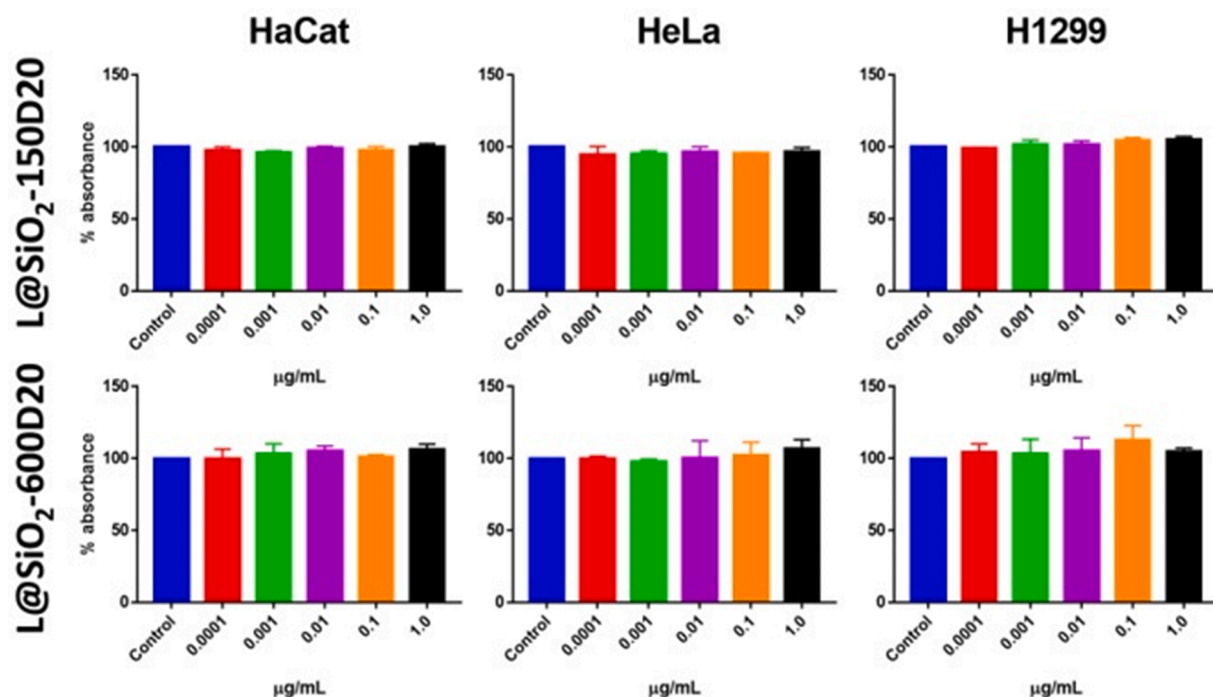 HaCat
HeLa
H1299
L@SiO₂-150D20
% absorbance
150
100
50
0
Control
0.0001
0.001
0.01
0.1
1.0
μg/mL
150
100
50
0
Control
0.0001
0.001
0.01
0.1
1.0
μg/mL
150
100
50
0
Control
0.0001
0.001
0.01
0.1
1.0
μg/mL
L@SiO₂-600D20
% absorbance
150
100
50
0
Control
0.0001
0.001
0.01
0.1
1.0
μg/mL
150
100
50
0
Control
0.0001
0.001
0.01
0.1
1.0
μg/mL
150
100
50
0
Control
0.0001
0.001
0.01
0.1
1.0
μg/mL